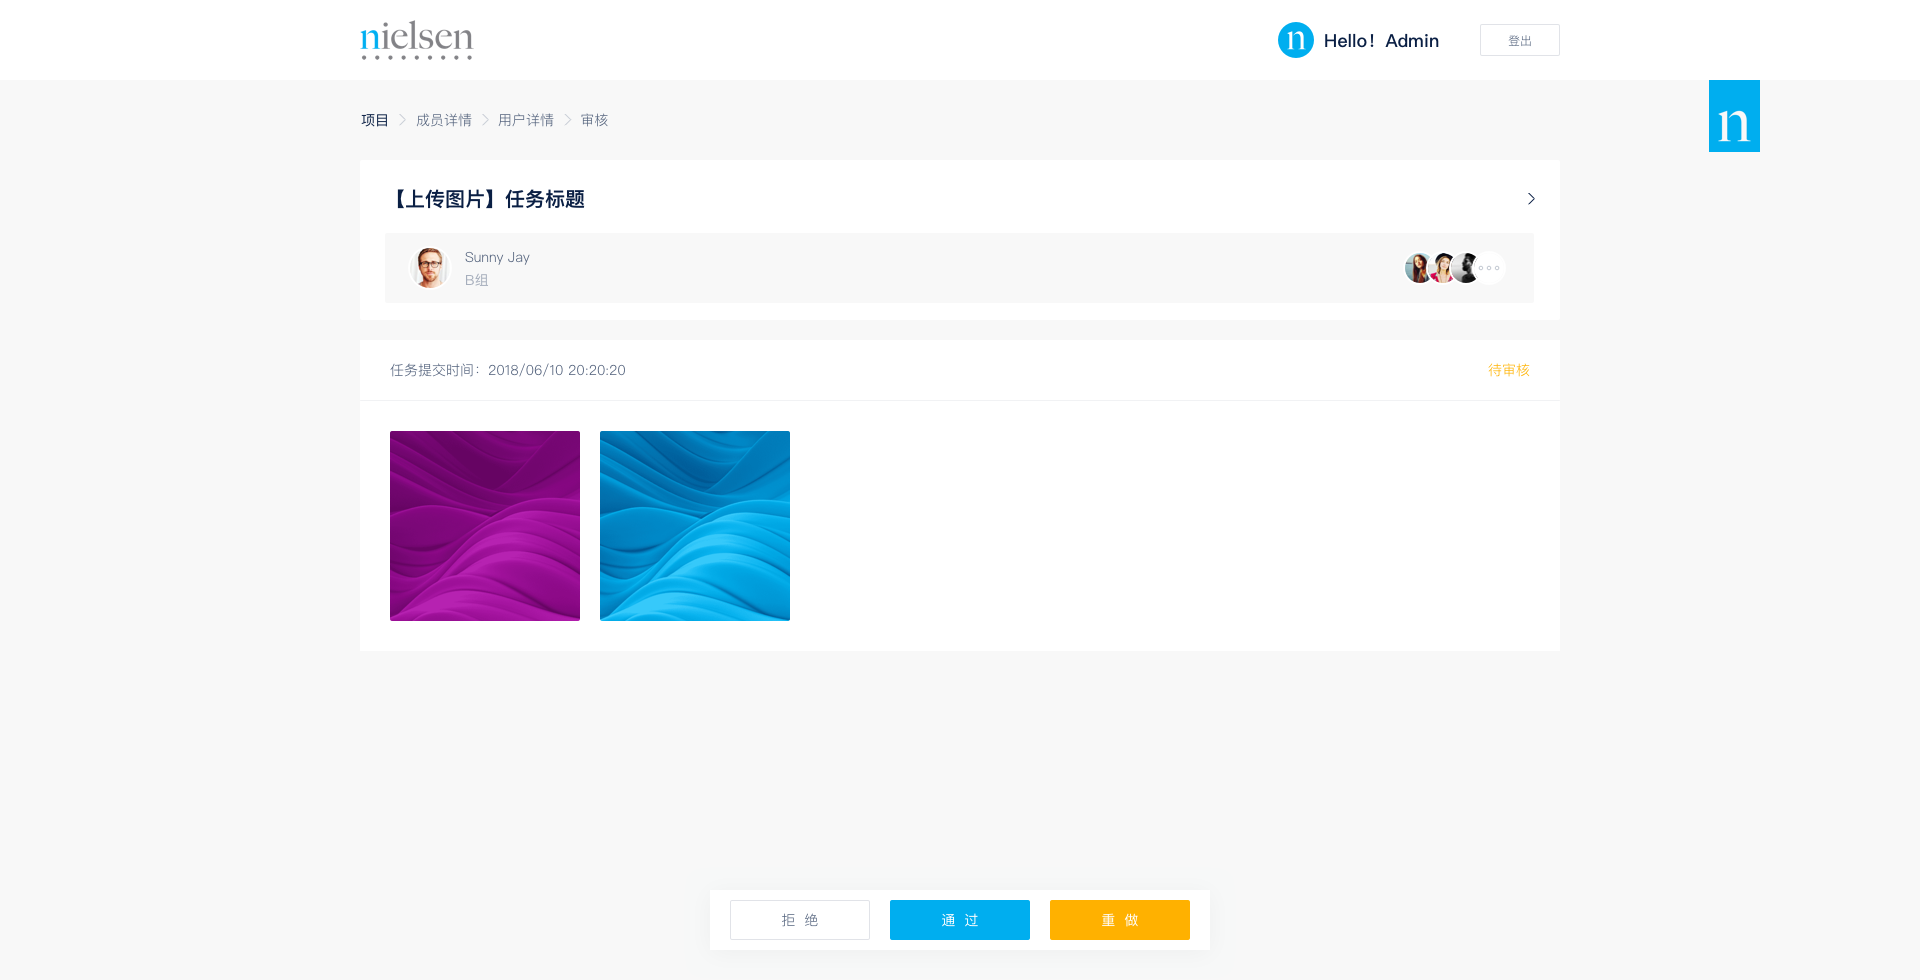 nielsen
n
Hello！Admin
登出
n
项目 > 成员详情 > 用户详情 > 审核
【上传图片】任务标题
Sunny Jay
B组
任务提交时间：2018/06/10 20:20:20
待审核
拒 绝
通 过
重 做